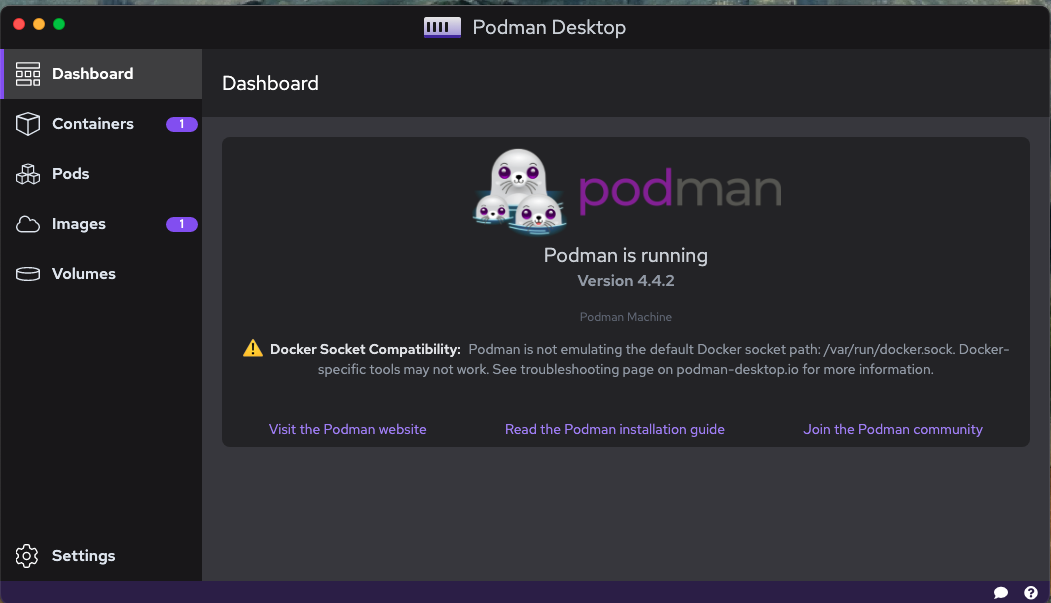 Podman Desktop
Dashboard
Containers
1
Pods
Images
1
Volumes
Settings
Dashboard
podman
Podman is running
Version 4.4.2
Podman Machine
Docker Socket Compatibility: Podman is not emulating the default Docker socket path: /var/run/docker.sock. Docker-
specific tools may not work. See troubleshooting page on podman-desktop.io for more information.
Visit the Podman website
Read the Podman installation guide
Join the Podman community